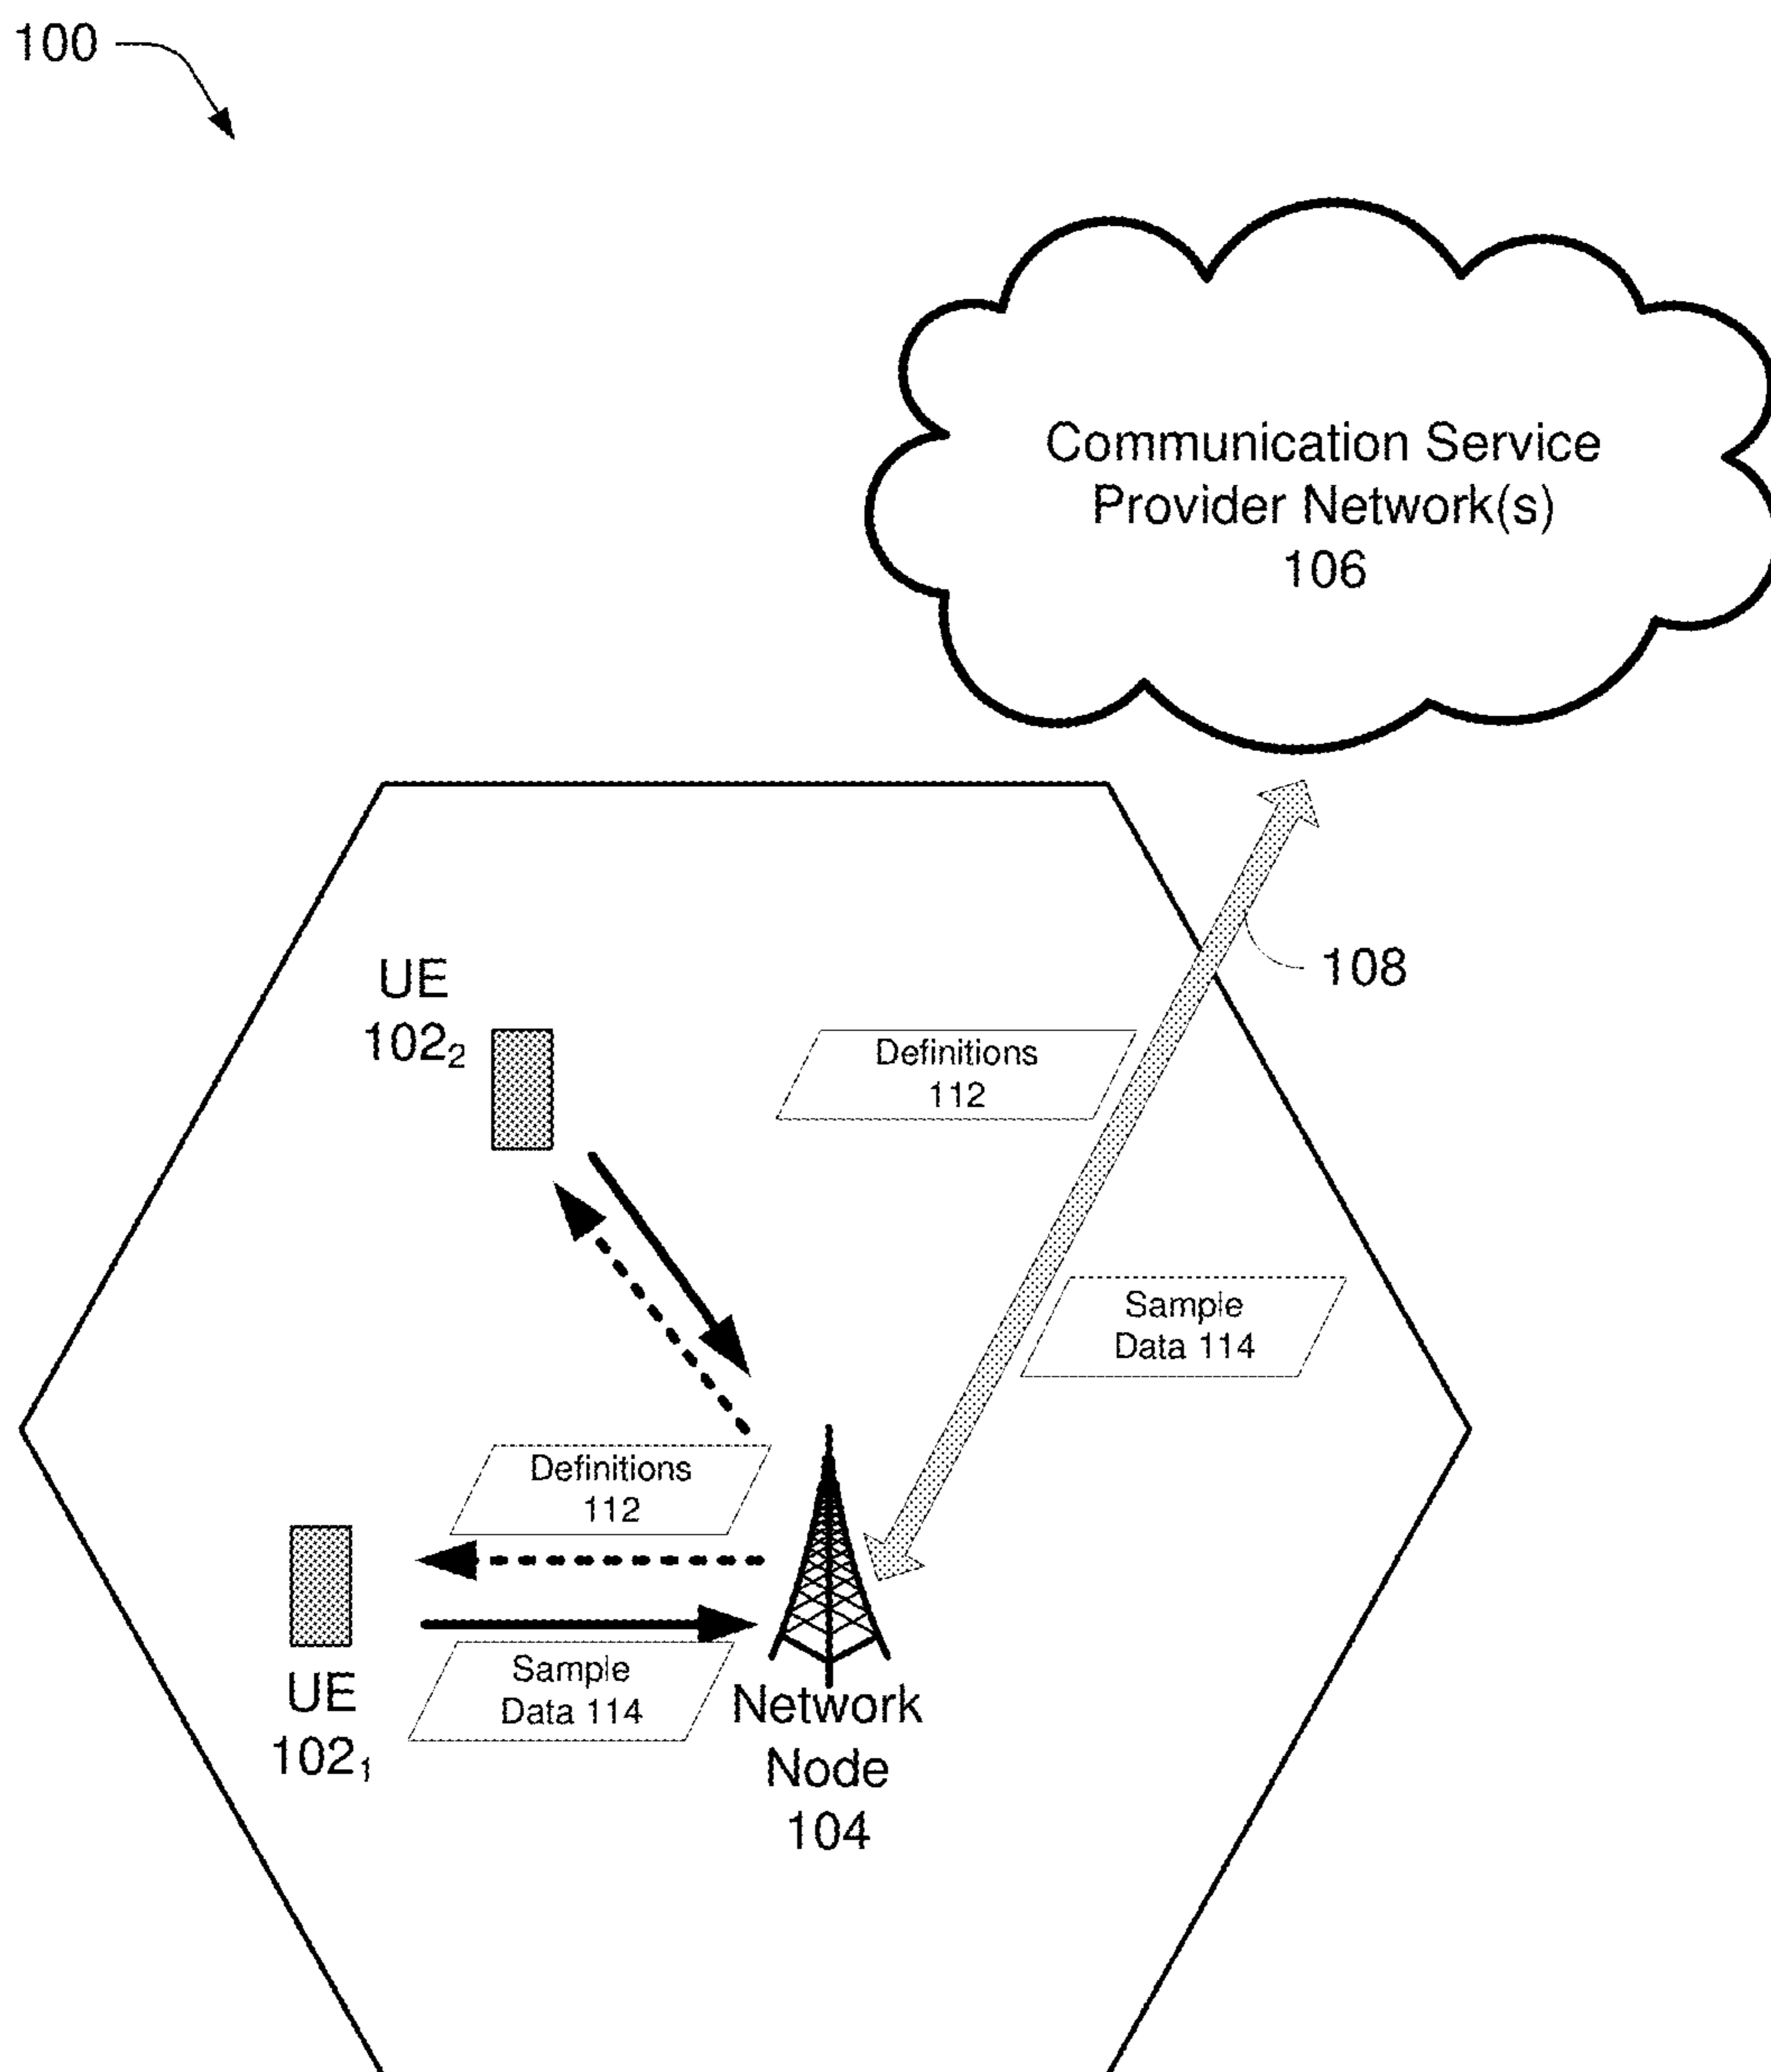 100
Communication Service
Provider Network(s)
106
108
UE
102₂
Definitions
112
Sample
Data 114
Definitions
112
UE
102₁
Sample
Data 114
Network
Node
104